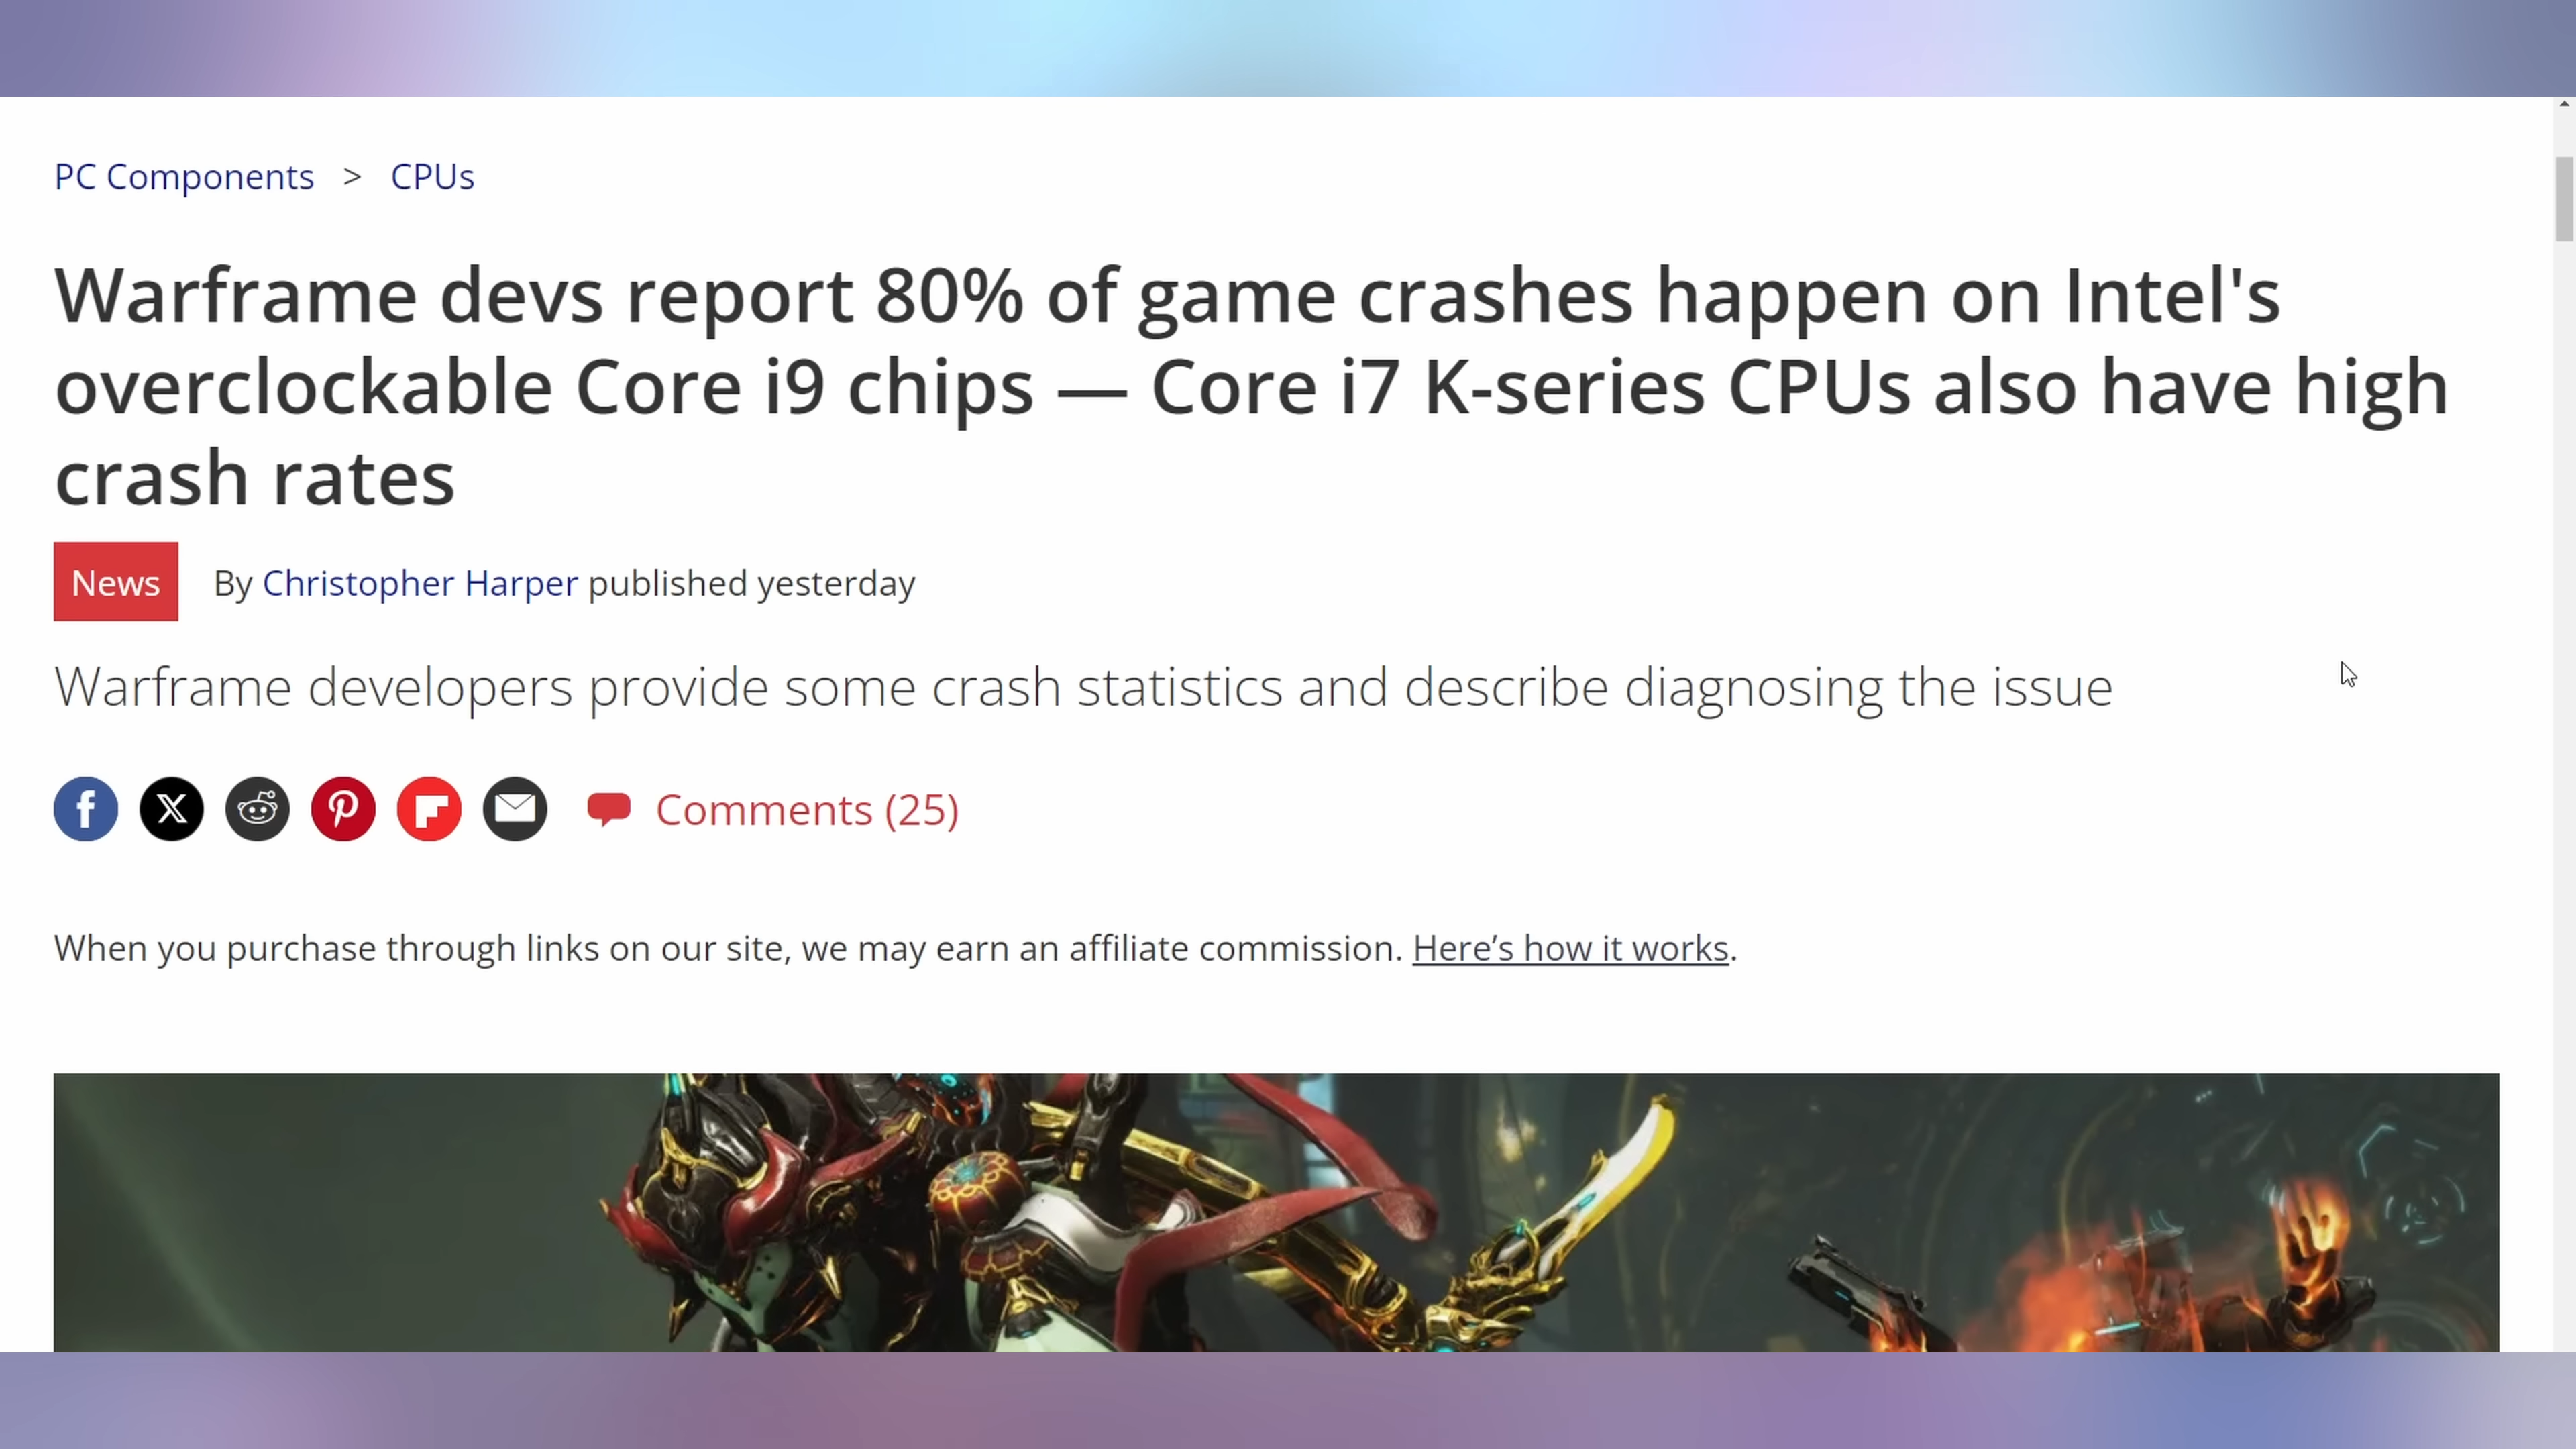 PC Components > CPUs
Warframe devs report 80% of game crashes happen on Intel's
overclockable Core i9 chips — Core i7 K-series CPUs also have high
crash rates
News By Christopher Harper published yesterday
Warframe developers provide some crash statistics and describe diagnosing the issue
Comments (25)
When you purchase through links on our site, we may earn an affiliate commission. Here’s how it works.